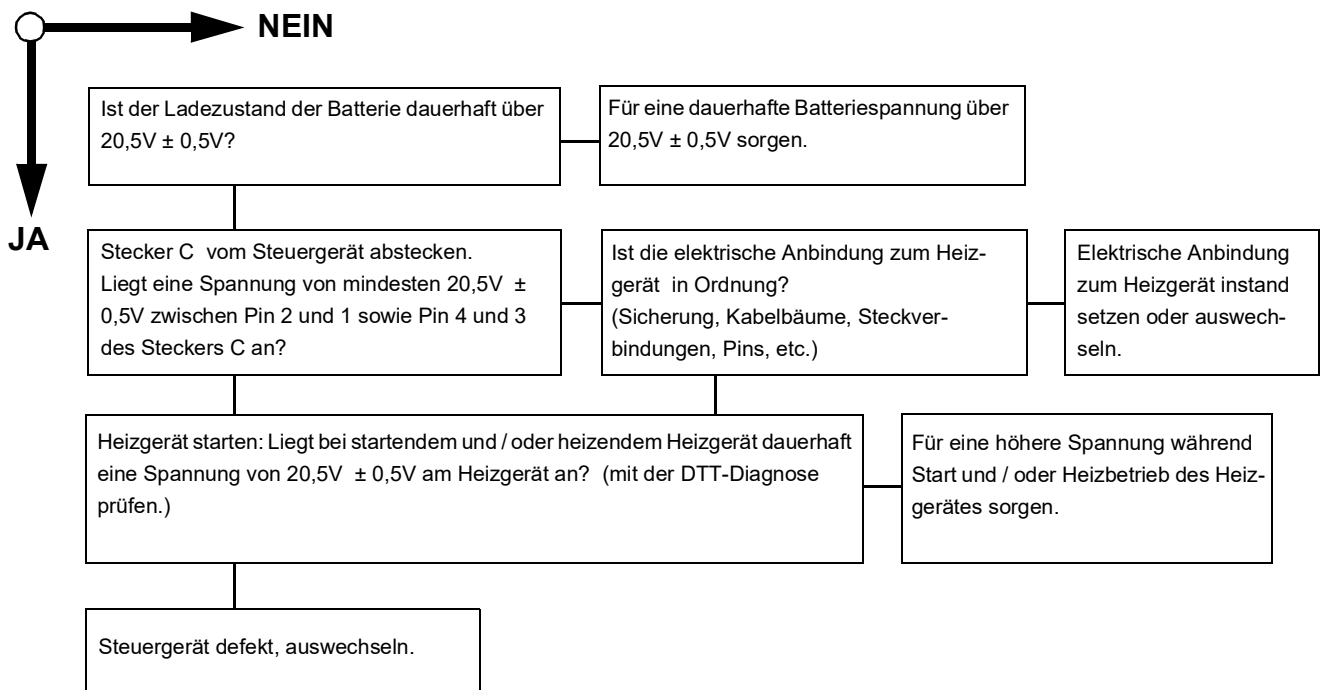 NEIN
JA
Ist der Ladezustand der Batterie dauerhaft über
20,5V ± 0,5V?
Für eine dauerhafte Batteriespannung über
20,5V ± 0,5V sorgen.
Stecker C vom Steuergerät abstecken.
Liegt eine Spannung von mindesten 20,5V ±
0,5V zwischen Pin 2 und 1 sowie Pin 4 und 3
des Steckers C an?
Ist die elektrische Anbindung zum Heiz-
gerät in Ordnung?
(Sicherung, Kabelbäume, Steckver-
bindungen, Pins, etc.)
Elektrische Anbindung
zum Heizgerät instand
setzen oder auswech-
seln.
Heizgerät starten: Liegt bei startendem und / oder heizendem Heizgerät dauerhaft
eine Spannung von 20,5V ± 0,5V am Heizgerät an? (mit der DTT-Diagnose
prüfen.)
Für eine höhere Spannung während
Start und / oder Heizbetrieb des Heiz-
gerätes sorgen.
Steuergerät defekt, auswechseln.